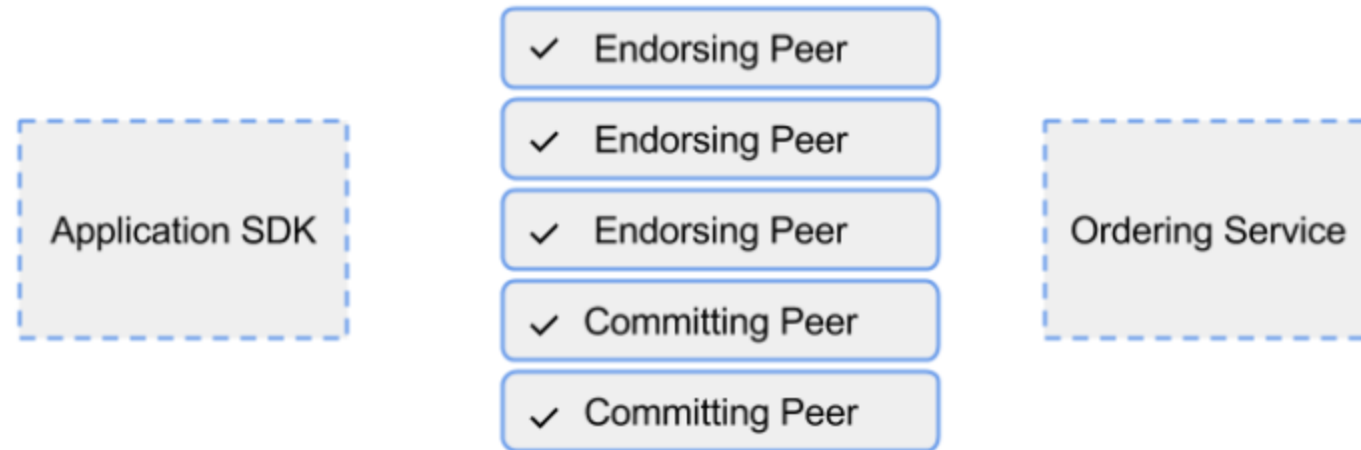 Application SDK
✓ Endorsing Peer
✓ Endorsing Peer
✓ Endorsing Peer
✓ Committing Peer
✓ Committing Peer
Ordering Service